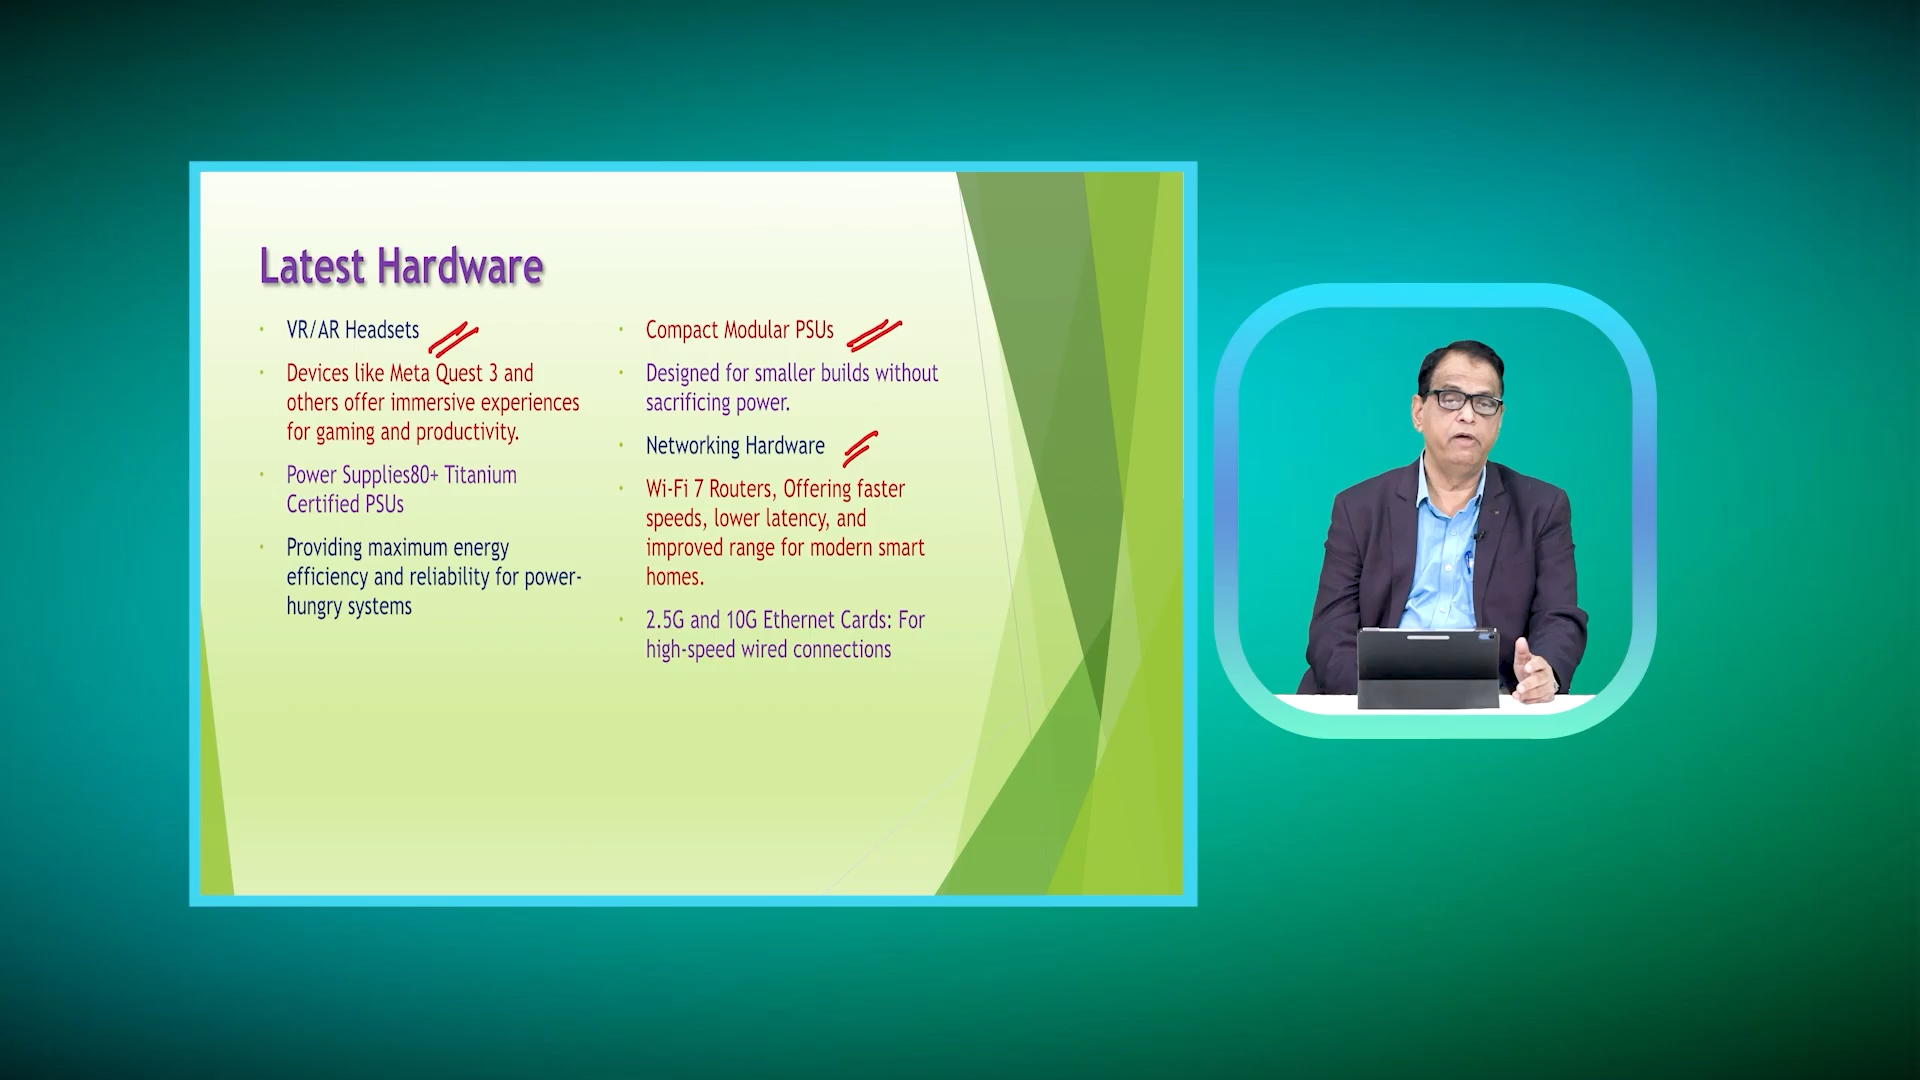 Latest Hardware
VR/AR Headsets
Devices like Meta Quest 3 and
others offer immersive experiences
for gaming and productivity.
Power Supplies80+ Titanium
Certified PSUs
Providing maximum energy
efficiency and reliability for power-
hungry systems
Compact Modular PSUs
Designed for smaller builds without
sacrificing power.
Networking Hardware
Wi-Fi 7 Routers, Offering faster
speeds, lower latency, and
improved range for modern smart
homes.
2.5G and 10G Ethernet Cards: For
high-speed wired connections